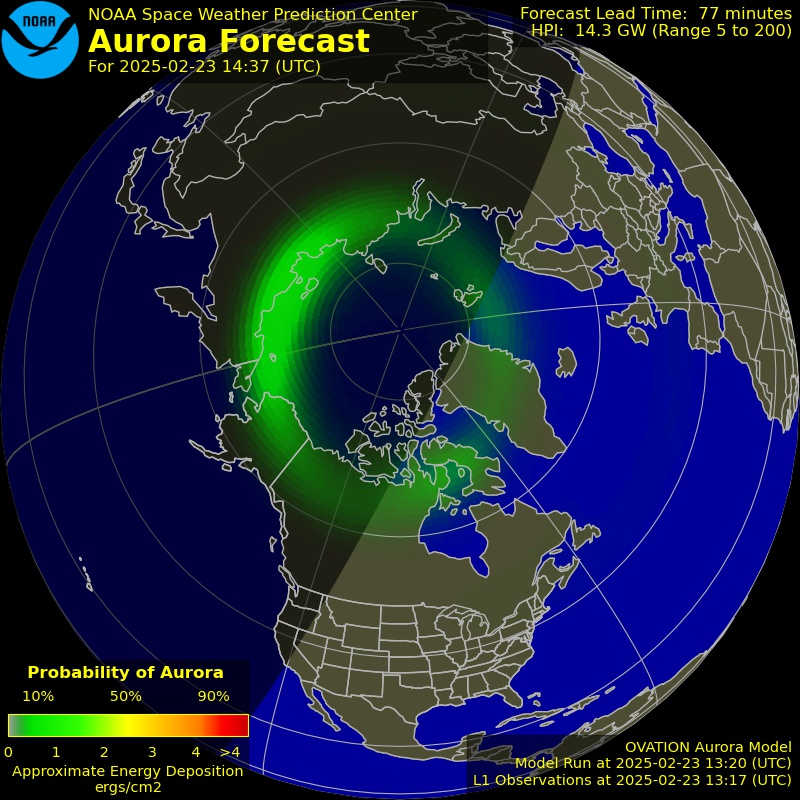 NOAA
NOAA Space Weather Prediction Center
Aurora Forecast
For 2025-02-23 14:37 (UTC)
Forecast Lead Time: 77 minutes
HPI: 14.3 GW (Range 5 to 200)
Probability of Aurora
10% 50% 90%
0 1 2 3 4 >4
Approximate Energy Deposition
ergs/cm2
OVATION Aurora Model
Model Run at 2025-02-23 13:20 (UTC)
L1 Observations at 2025-02-23 13:17 (UTC)